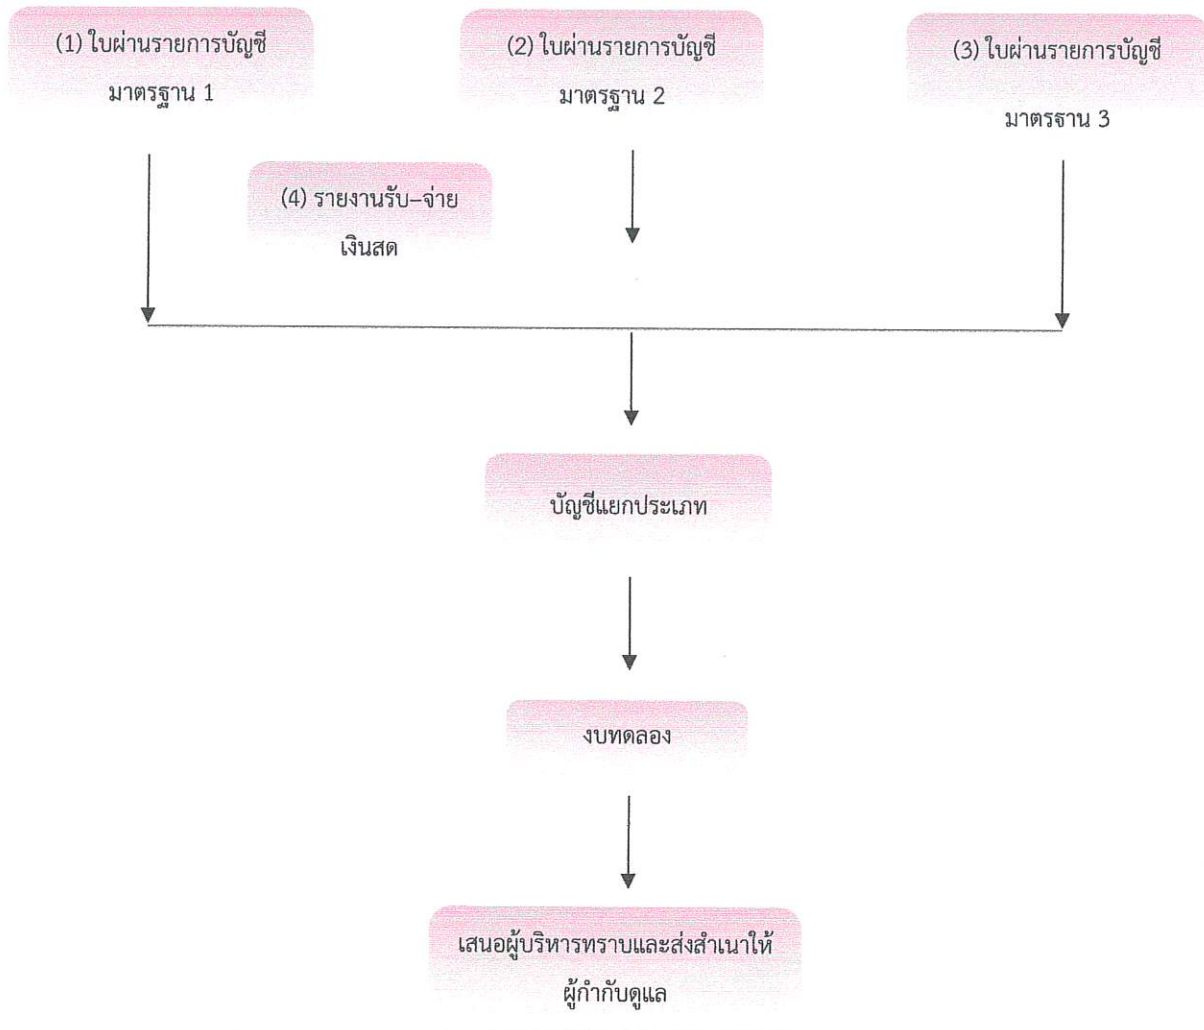 (1) ใบผ่านรายการบัญชี
มาตรฐาน 1
(2) ใบผ่านรายการบัญชี
มาตรฐาน 2
(3) ใบผ่านรายการบัญชี
มาตรฐาน 3
(4) รายงานรับ–จ่าย
เงินสด
บัญชีแยกประเภท
งบทดลอง
เสนอผู้บริหารทราบและส่งสำเนาให้
ผู้กำกับดูแล